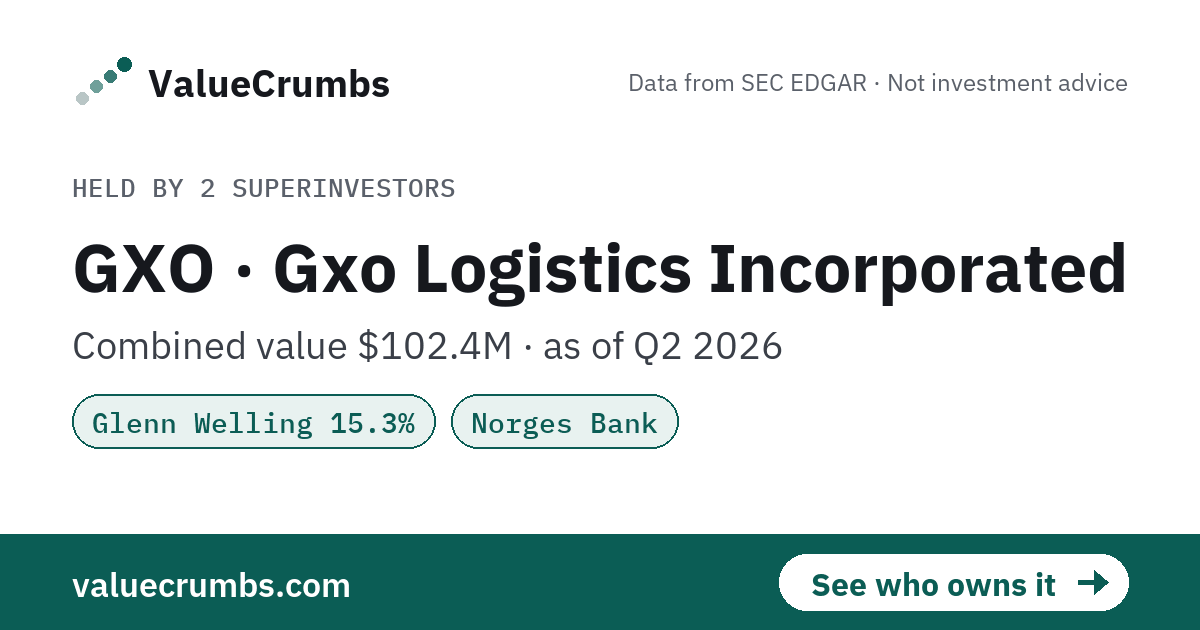 ValueCrumbs
Data from SEC EDGAR · Not investment advice
HELD BY 2 SUPERINVESTORS
GXO · Gxo Logistics Incorporated
Combined value $102.4M · as of Q2 2026
Glenn Welling 15.3%
Norges Bank
valuecrumbs.com
See who owns it